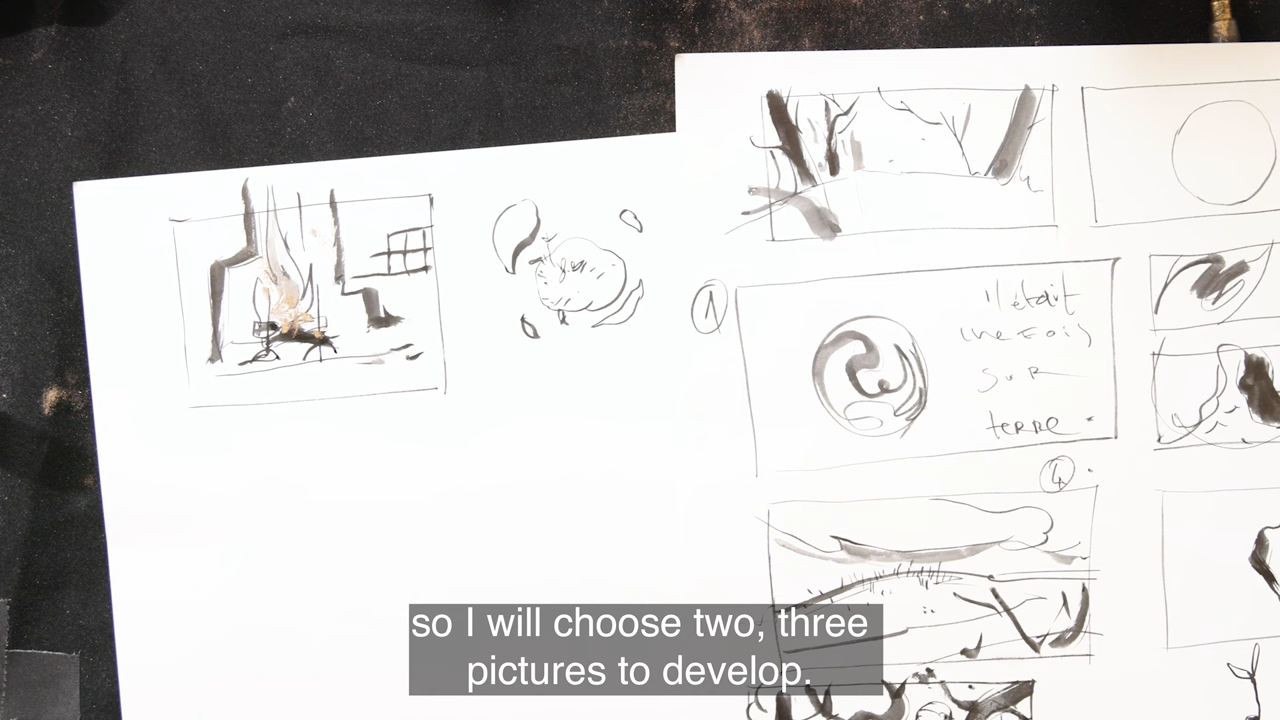 1
Il était
une Fois
SUR
terre.
4
so I will choose two, three
pictures to develop.